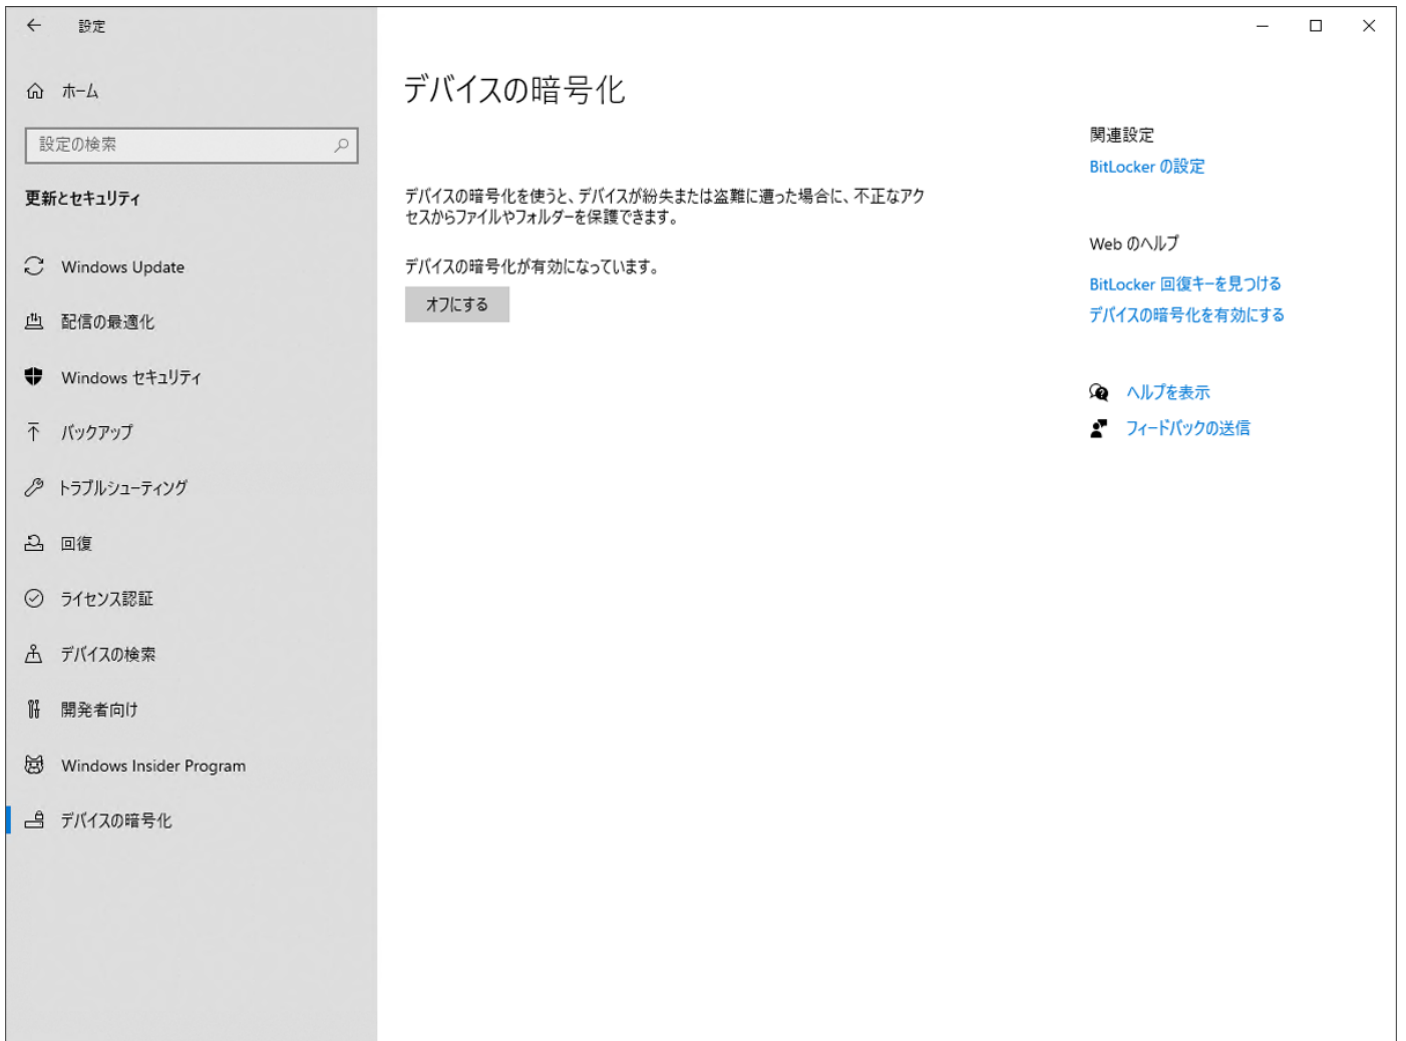 設定
ホーム
設定の検索
更新とセキュリティ
Windows Update
配信の最適化
Windows セキュリティ
バックアップ
トラブルシューティング
回復
ライセンス認証
デバイスの検索
開発者向け
Windows Insider Program
デバイスの暗号化
デバイスの暗号化
デバイスの暗号化を使うと、デバイスが紛失または盗難に遭った場合に、不正なアク
セスからファイルやフォルダーを保護できます。
デバイスの暗号化が有効になっています。
オフにする
関連設定
BitLocker の設定
Web のヘルプ
BitLocker 回復キーを見つける
デバイスの暗号化を有効にする
ヘルプを表示
フィードバックの送信